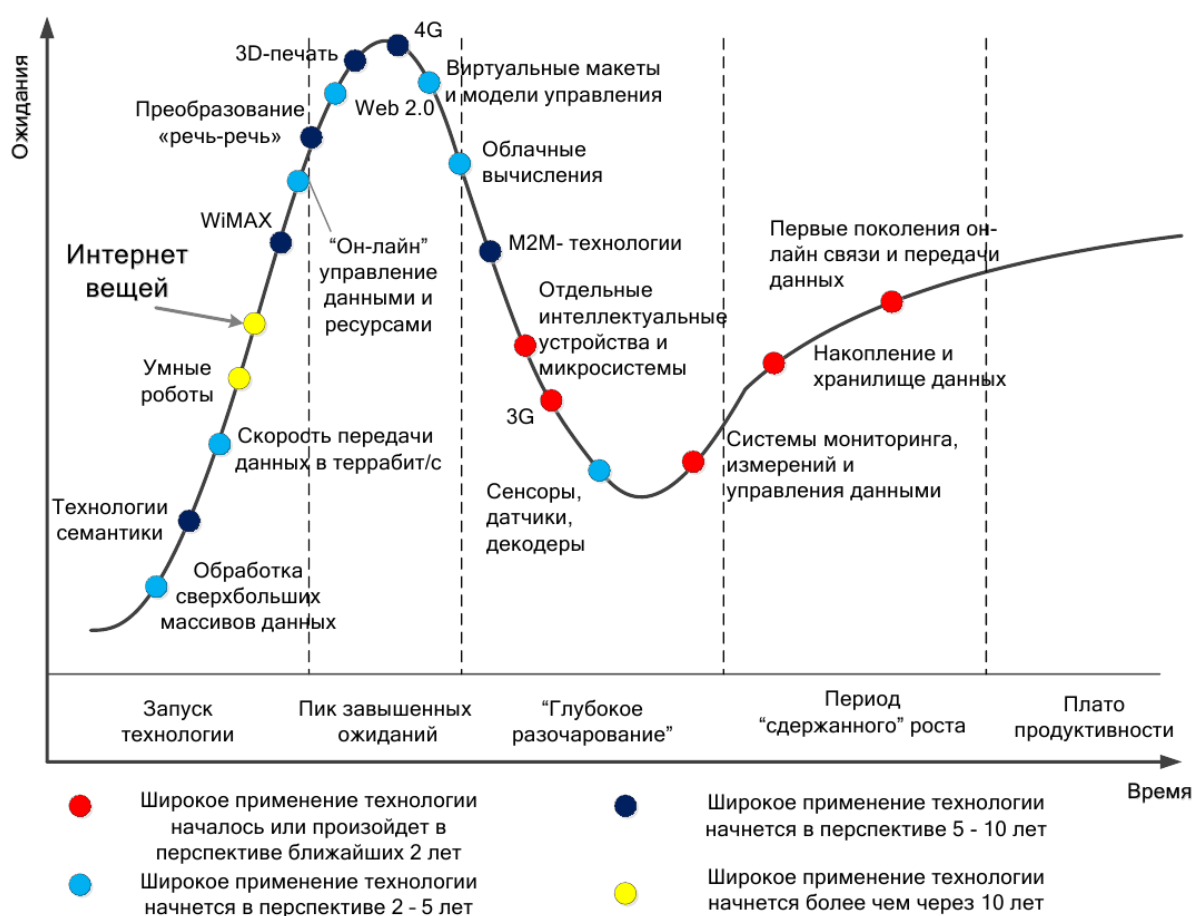 Ожидания
4G
3D-печать
Виртуальные макеты
и модели управления
Web 2.0
Преобразование
«речь-речь»
Облачные
вычисления
WiMAX
“Он-лайн”
управление
данными и
ресурсами
М2М- технологии
Первые поколения он-
лайн связи и передачи
данных
Интернет
вещей
Отдельные
интеллектуальные
устройства и
микросистемы
Накопление и
хранилище данных
Умные
роботы
3G
Скорость передачи
данных в террабит/с
Системы мониторинга,
измерений и
управления данными
Сенсоры,
датчики,
декодеры
Технологии
семантики
Обработка
сверхбольших
массивов данных
Запуск
технологии
Пик завышенных
ожиданий
“Глубокое
разочарование”
Период
“сдержанного” роста
Плато
продуктивности
Время
Широкое применение технологии
началось или произойдет в
перспективе ближайших 2 лет
Широкое применение технологии
начнется в перспективе 5 - 10 лет
Широкое применение технологии
начнется в перспективе 2 - 5 лет
Широкое применение технологии
начнется более чем через 10 лет